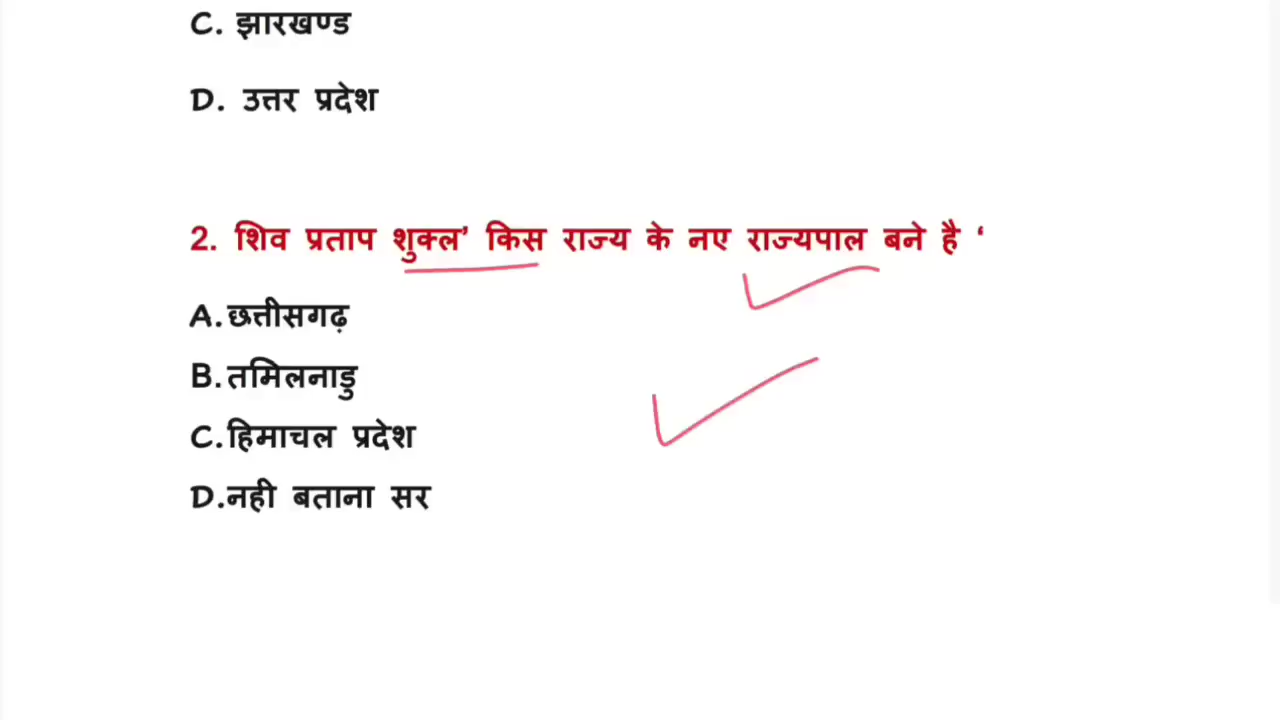 C. झारखण्ड
D. उत्तर प्रदेश
2. शिव प्रताप शुक्ल’ किस राज्य के नए राज्यपाल बने है ‘
A.छत्तीसगढ़
B.तमिलनाडु
C.हिमाचल प्रदेश
D.नही बताना सर